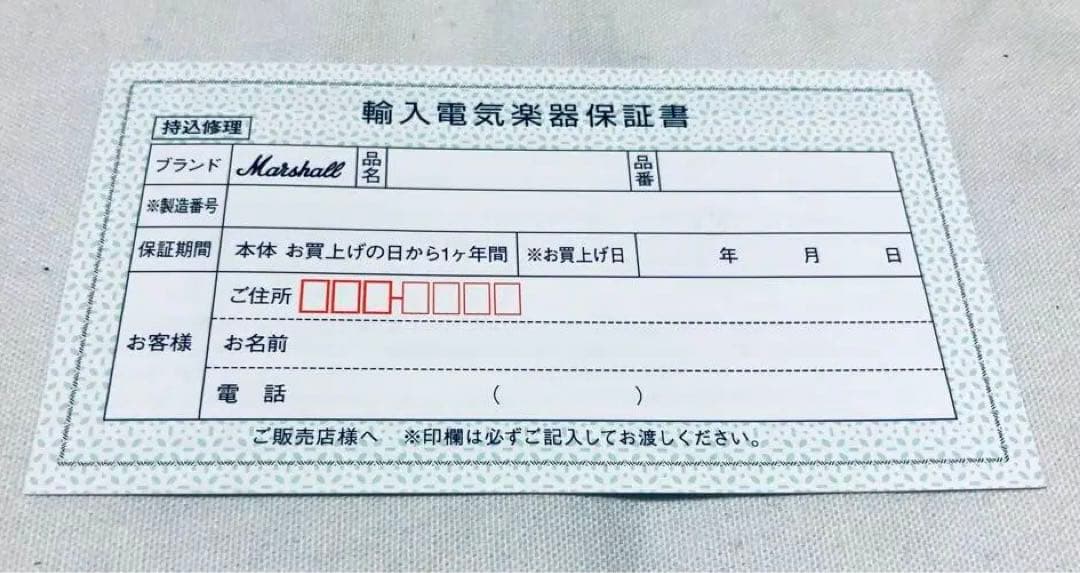 輸入電気楽器保証書
持込修理
ブランド Marshall 品名 品番
※製造番号
保証期間 本体 お買上げの日から1ヶ年間 ※お買上げ日 年 月 日
お客様
ご住所
お名前
電話 ( )
ご販売店様へ ※印欄は必ずご記入してお渡しください。